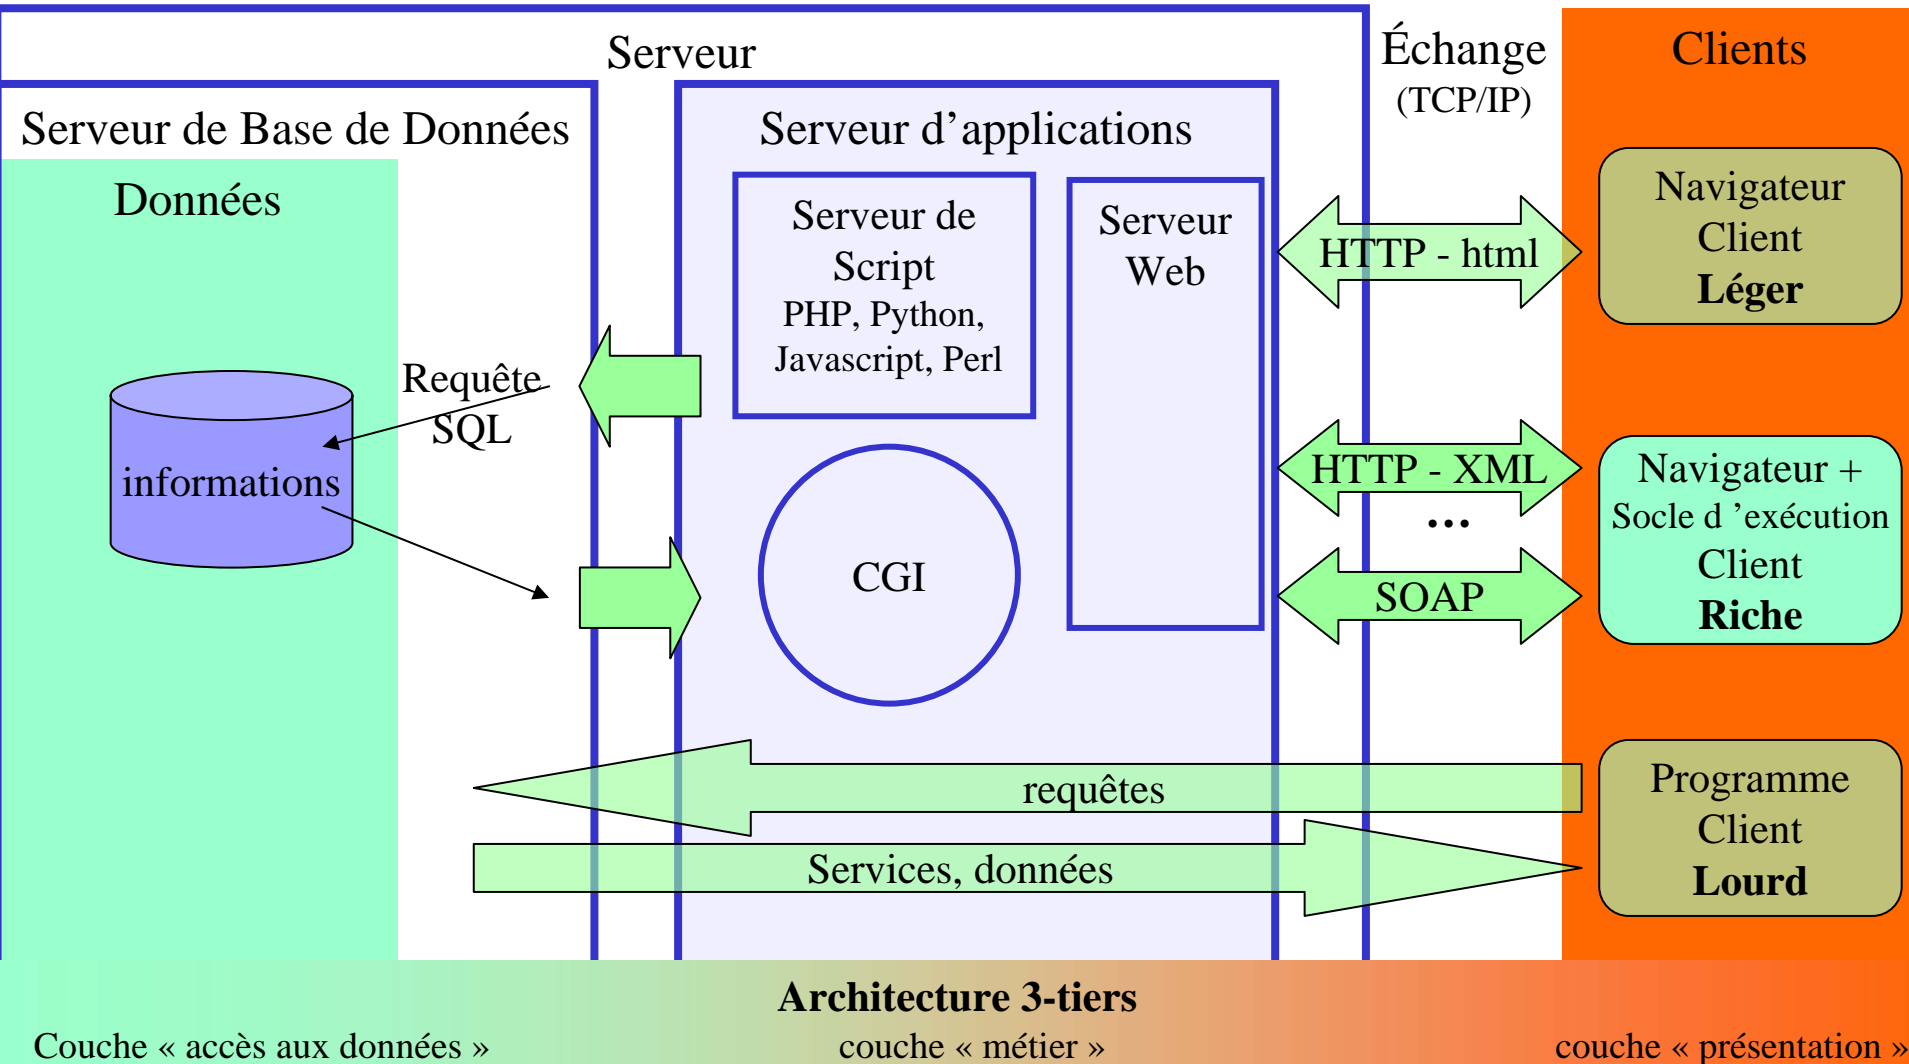 Serveur
Échange
(TCP/IP)
Clients
Serveur de Base de Données
Données
informations
Requête
SQL
Serveur d’applications
Serveur de
Script
PHP, Python,
Javascript, Perl
CGI
Serveur
Web
HTTP - html
HTTP - XML
...
SOAP
Navigateur
Client
Léger
Navigateur +
Socle d ’exécution
Client
Riche
requêtes
Services, données
Programme
Client
Lourd
Architecture 3-tiers
Couche « accès aux données »
couche « métier »
couche « présentation »